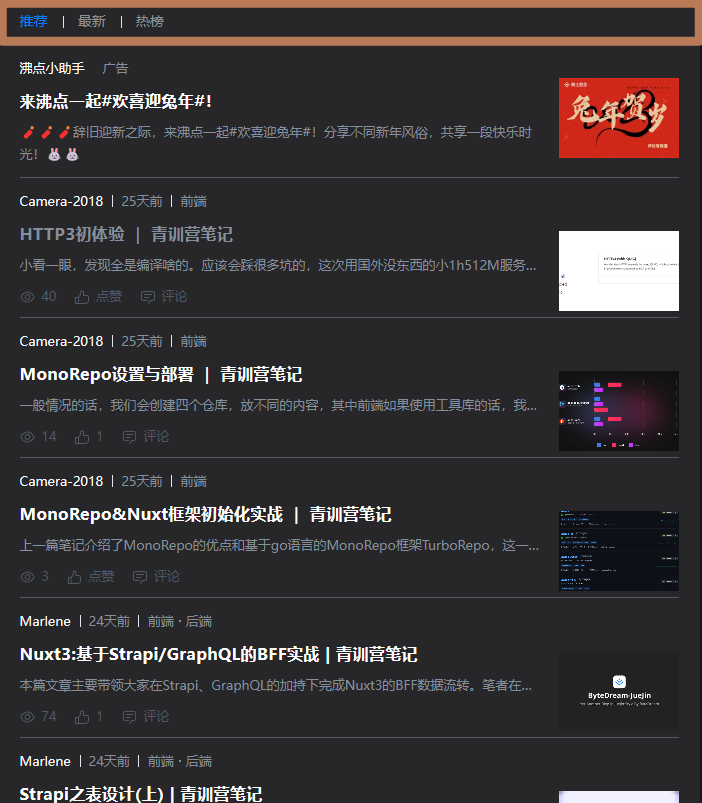 推荐 | 最新 | 热榜
沸点小助手 广告
来沸点一起#欢喜迎兔年#!
🧨🧨🧨辞旧迎新之际，来沸点一起#欢喜迎兔年#！分享不同新年风俗，共享一段快乐时
光！🐰🐰
兔年贺岁
Camera-2018 | 25天前 | 前端
HTTP3初体验 | 青训营笔记
小看一眼，发现全是编译啥的。应该会踩很多坑的，这次用国外没东西的小1h512M服务...
40 点赞 评论
Camera-2018 | 25天前 | 前端
MonoRepo设置与部署 | 青训营笔记
一般情况的话，我们会创建四个仓库，放不同的内容，其中前端如果使用工具库的话，我...
14 1 评论
Camera-2018 | 25天前 | 前端
MonoRepo&Nuxt框架初始化实战 | 青训营笔记
上一篇笔记介绍了MonoRepo的优点和基于go语言的MonoRepo框架TurboRepo，这一...
3 点赞 评论
Marlene | 24天前 | 前端 · 后端
Nuxt3:基于Strapi/GraphQL的BFF实战 | 青训营笔记
本篇文章主要带领大家在Strapi、GraphQL的加持下完成Nuxt3的BFF数据流转。笔者在...
ByteDream-JueJin
74 1 评论
Marlene | 24天前 | 前端 · 后端
Strapi之表设计(上) | 青训营笔记